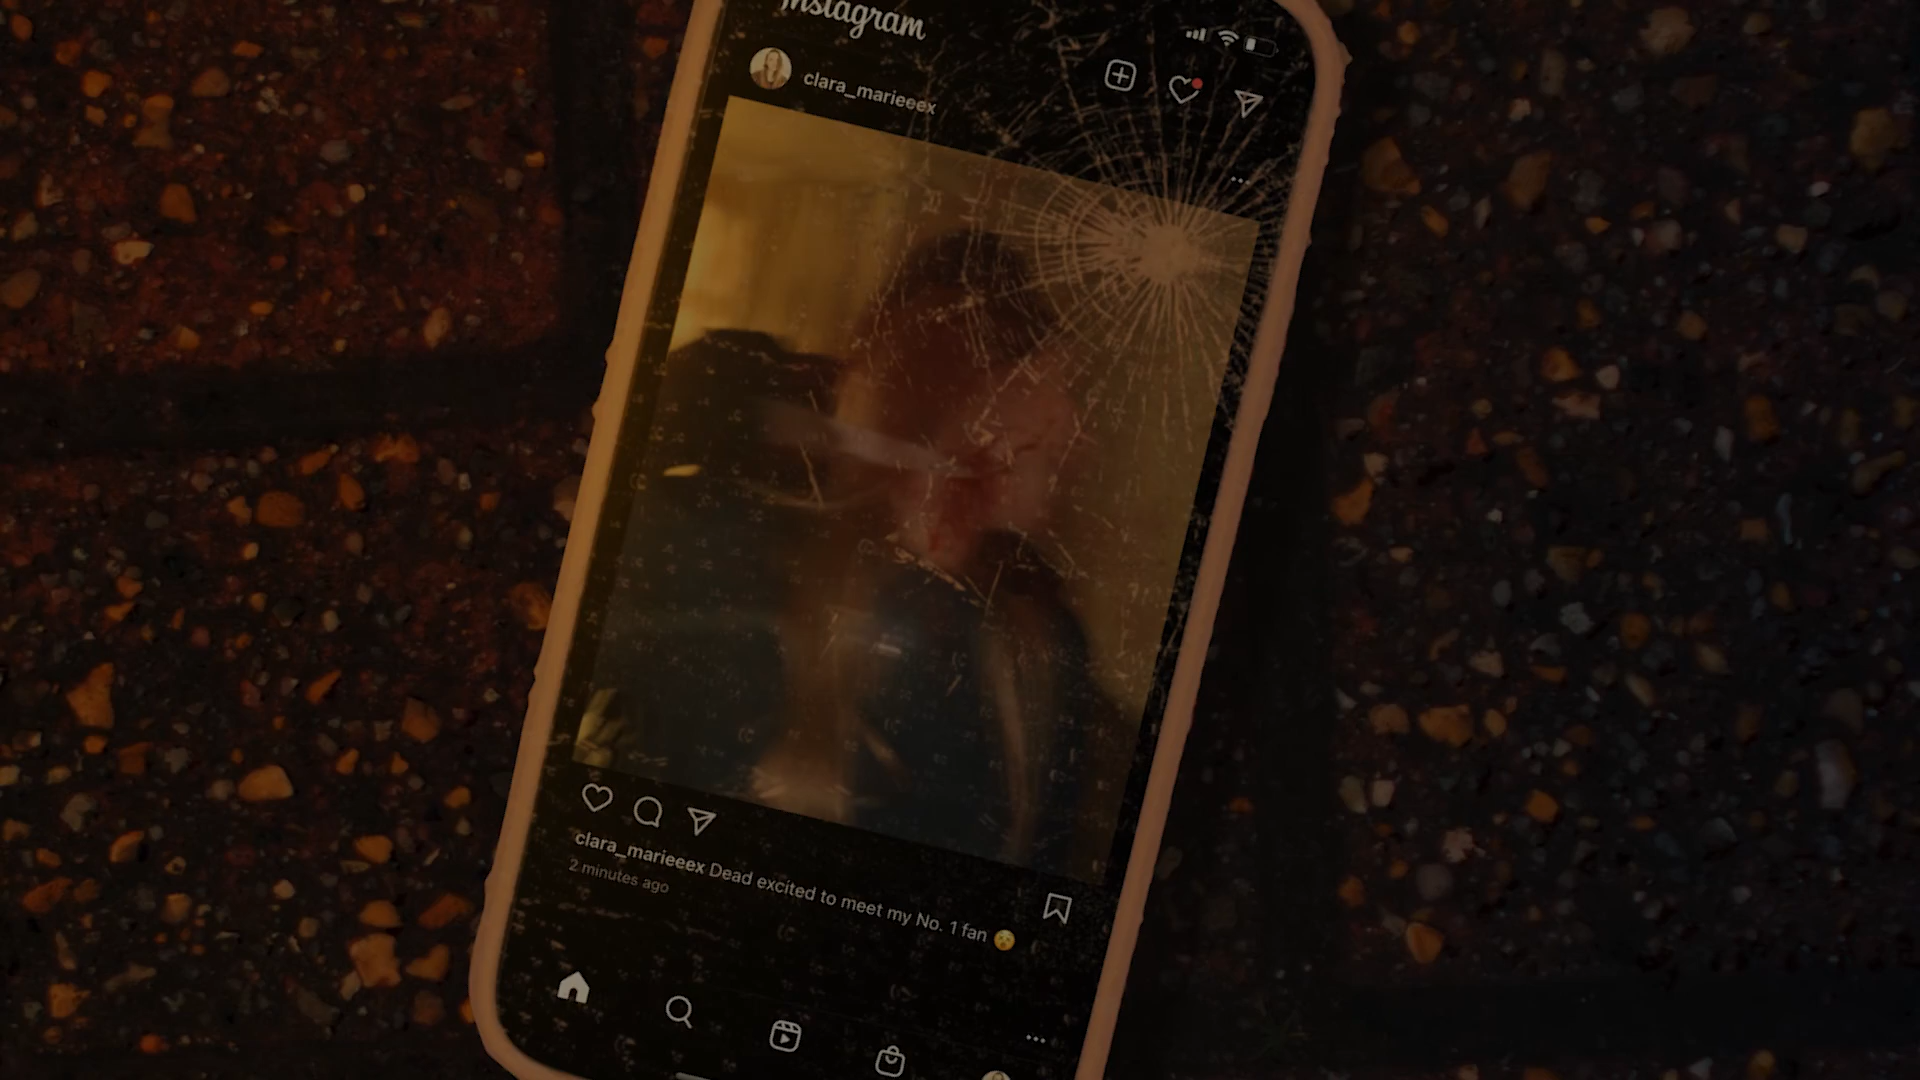 Instagram
clara_marieeex
clara_marieeex Dead excited to meet my No. 1 fan 😵
2 minutes ago